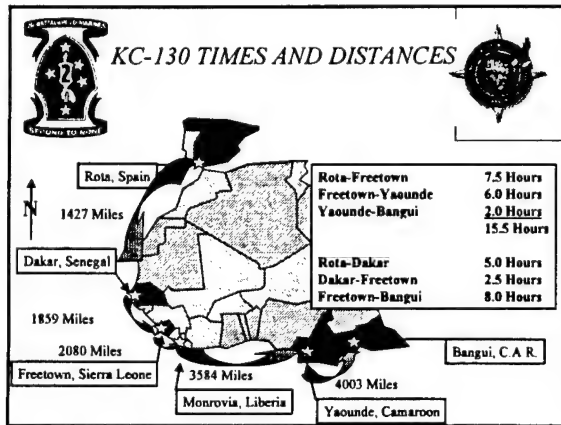 KC-130 TIMES AND DISTANCES
SECOND TO NONE
2
Rota, Spain
N
1427 Miles
Dakar, Senegal
1859 Miles
2080 Miles
Freetown, Sierra Leone
3584 Miles
Monrovia, Liberia
4003 Miles
Yaounde, Camaroon
Bangui, C.A.R.
Rota-Freetown 7.5 Hours
Freetown-Yaounde 6.0 Hours
Yaounde-Bangui 2.0 Hours
15.5 Hours
Rota-Dakar 5.0 Hours
Dakar-Freetown 2.5 Hours
Freetown-Bangui 8.0 Hours